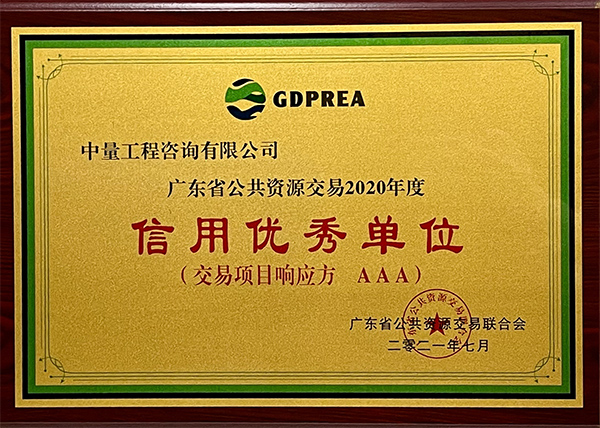 GDPREA
中量工程咨询有限公司
广东省公共资源交易2020年度
信用优秀单位
（交易项目响应方 AAA）
广东省公共资源交易联合会
二零二一年七月